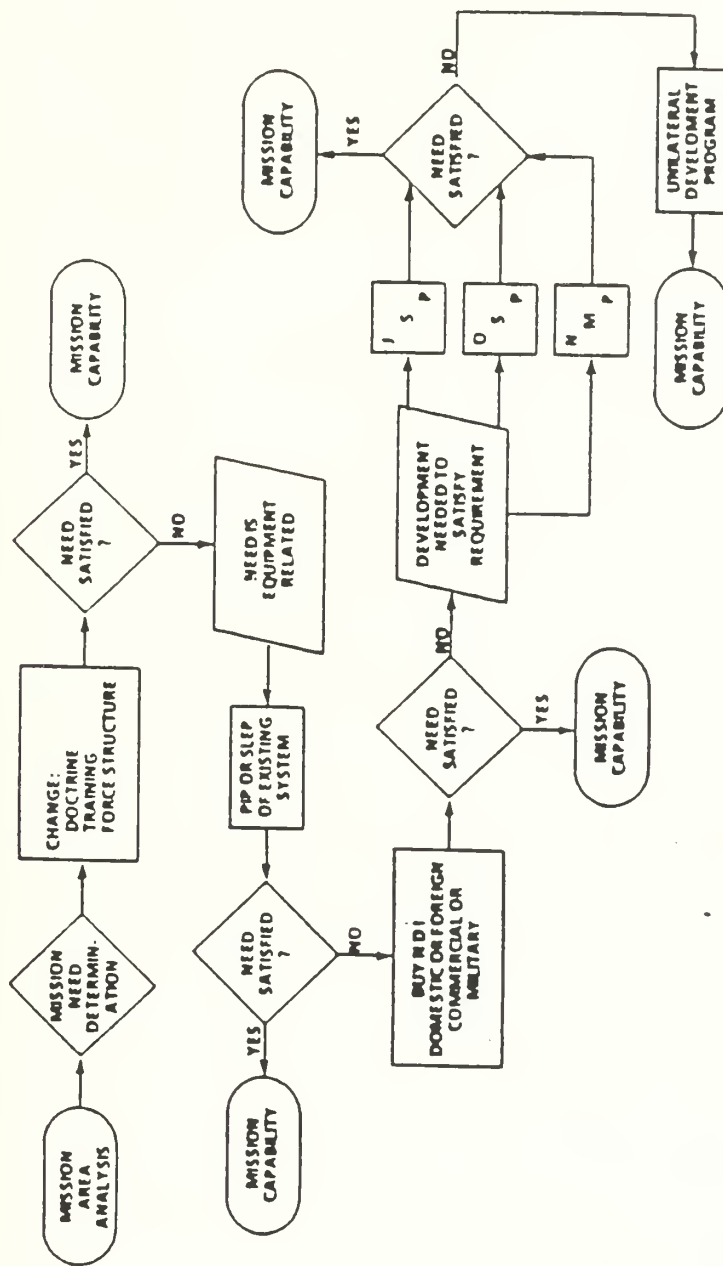 MISSION
AREA
ANALYSIS
MISSION
NEED
DETERMIN-
ATION
CHANGE:
DOCTRINE
TRAINING
FORCE STRUCTURE
NEED
SATISFIED
?
YES
MISSION
CAPABILITY
NO
NEED IS
EQUIPMENT
RELATED
PIP OR SLEP
OF EXISTING
SYSTEM
NEED
SATISFIED
?
YES
MISSION
CAPABILITY
NO
BUY N D I
DOMESTIC OR FOREIGN
COMMERCIAL OR
MILITARY
NEED
SATISFIED
?
YES
MISSION
CAPABILITY
NO
DEVELOPMENT
NEEDED TO
SATISFY
REQUIREMENT
J
S
P
O
S
P
N
M
P
NEED
SATISFIED
?
YES
MISSION
CAPABILITY
NO
UNILATERAL
DEVELOMENT
PROGRAM
MISSION
CAPABILITY